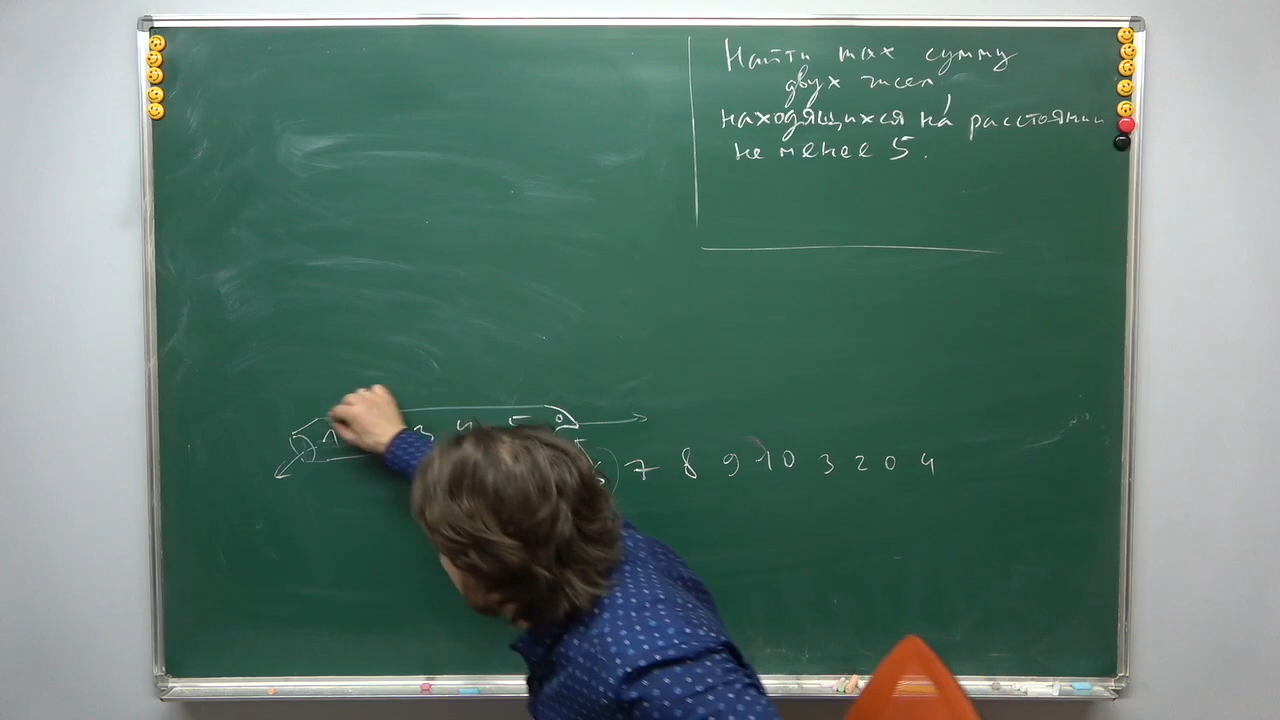 Найти max сумму
двух чисел,
находящихся на расстоянии
не менее 5.
1 3 4 5 0
7 8 9 10 3 2 0 4